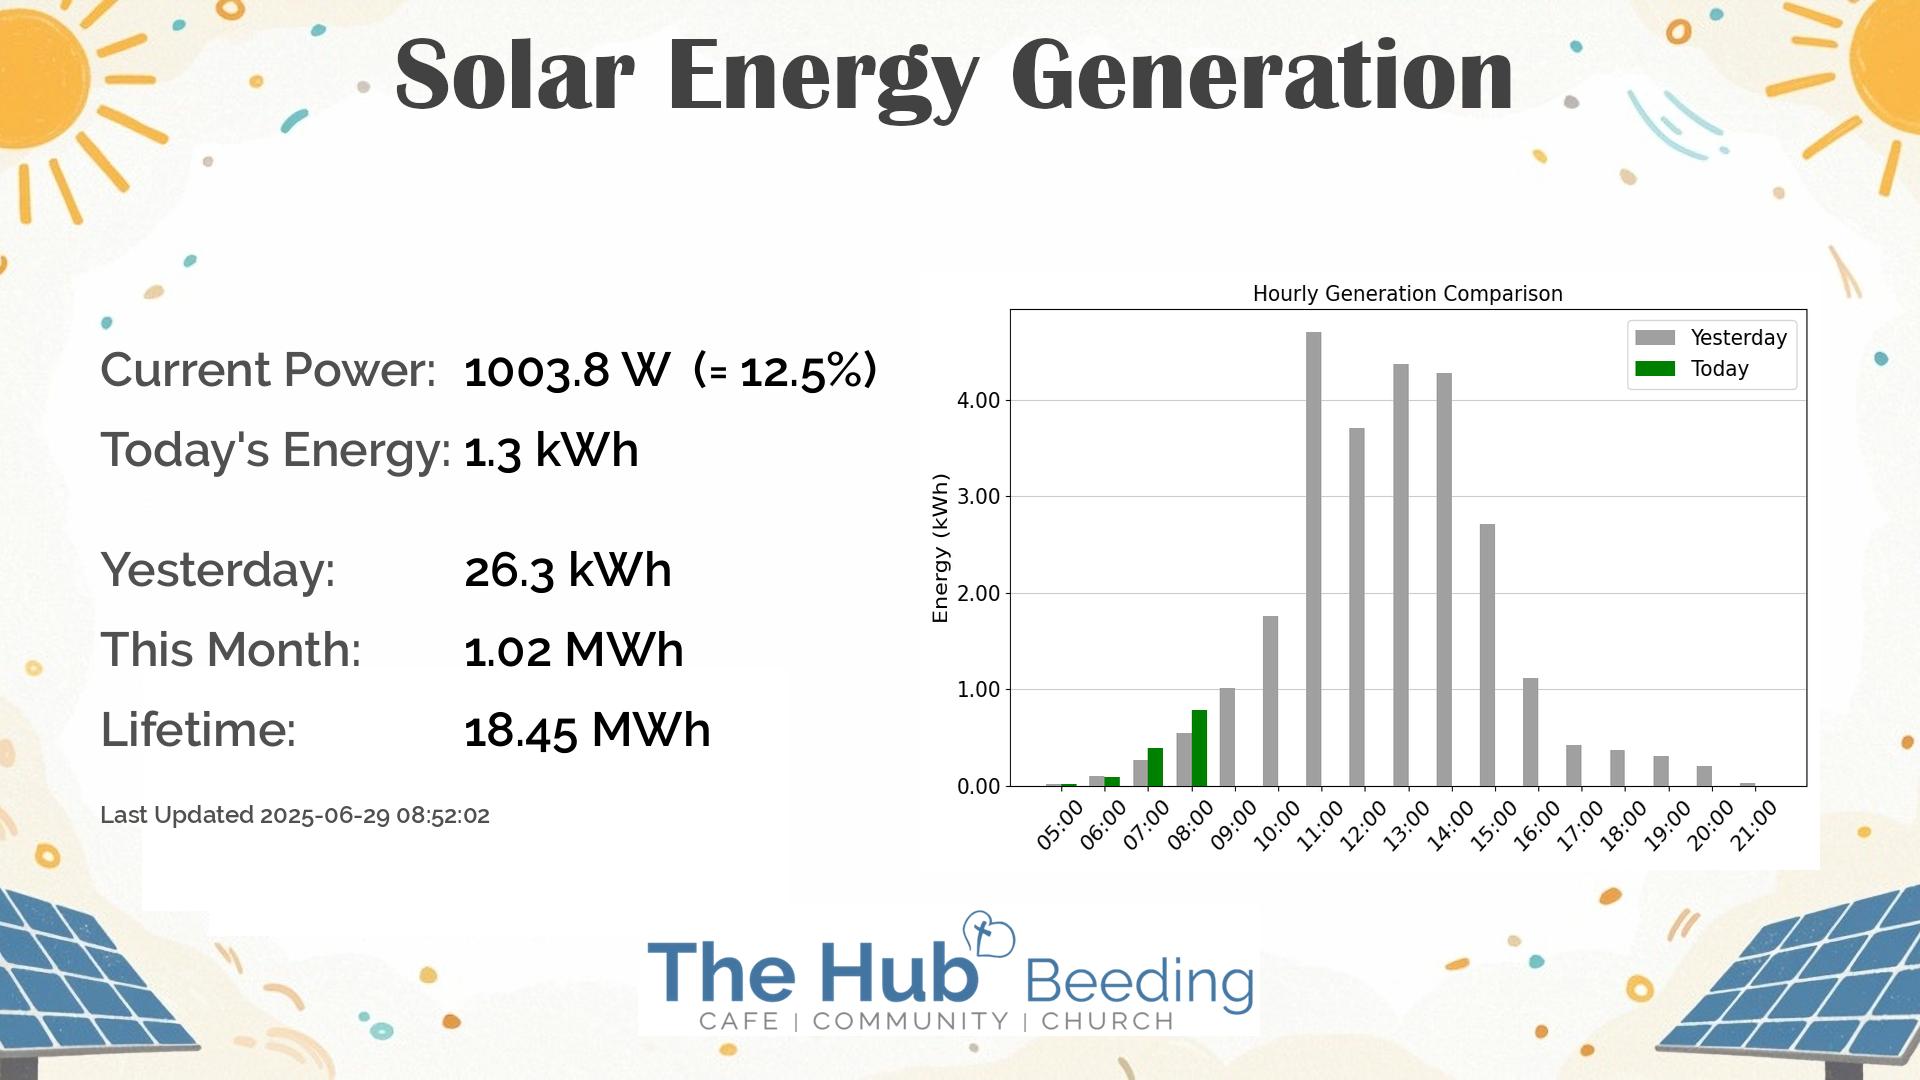 Solar Energy Generation
Current Power: 1003.8 W (= 12.5%)
Today's Energy: 1.3 kWh
Yesterday: 26.3 kWh
This Month: 1.02 MWh
Lifetime: 18.45 MWh
Last Updated 2025-06-29 08:52:02
Hourly Generation Comparison
Yesterday
Today
Energy (kWh)
4.00
3.00
2.00
1.00
0.00
05:00 06:00 07:00 08:00 09:00 10:00 11:00 12:00 13:00 14:00 15:00 16:00 17:00 18:00 19:00 20:00 21:00
The Hub Beeding
CAFE | COMMUNITY | CHURCH